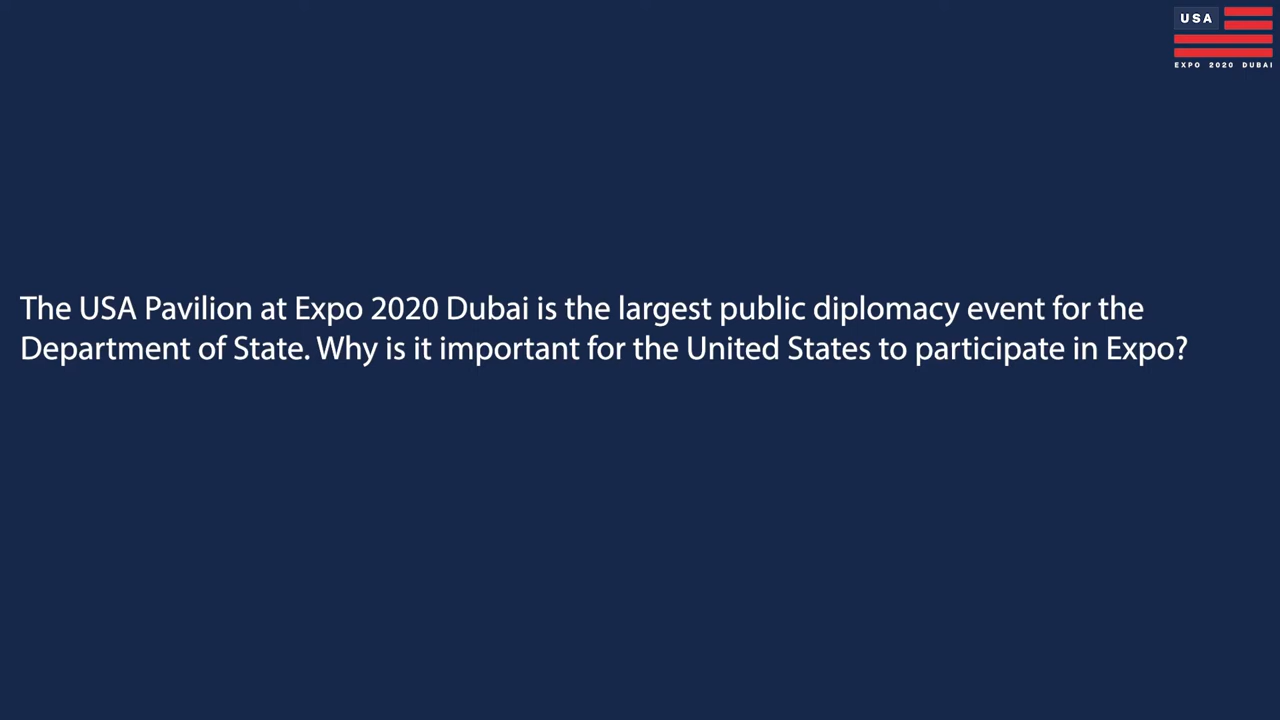 USA
EXPO 2020 DUBAI
The USA Pavilion at Expo 2020 Dubai is the largest public diplomacy event for the
Department of State. Why is it important for the United States to participate in Expo?